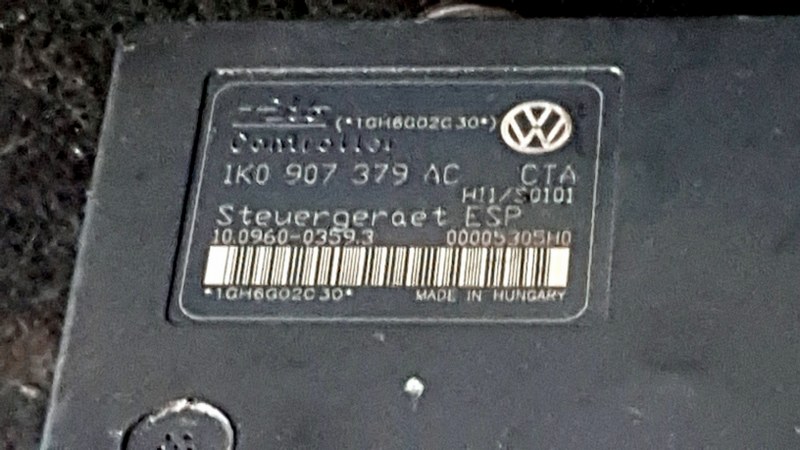 (*1GH6G02C30*)
Controller
1K0 907 379 AC CTA
H11/S0101
Steuergeraet ESP
10.0960-0359.3 00005305H0
*1GH6G02C30* MADE IN HUNGARY